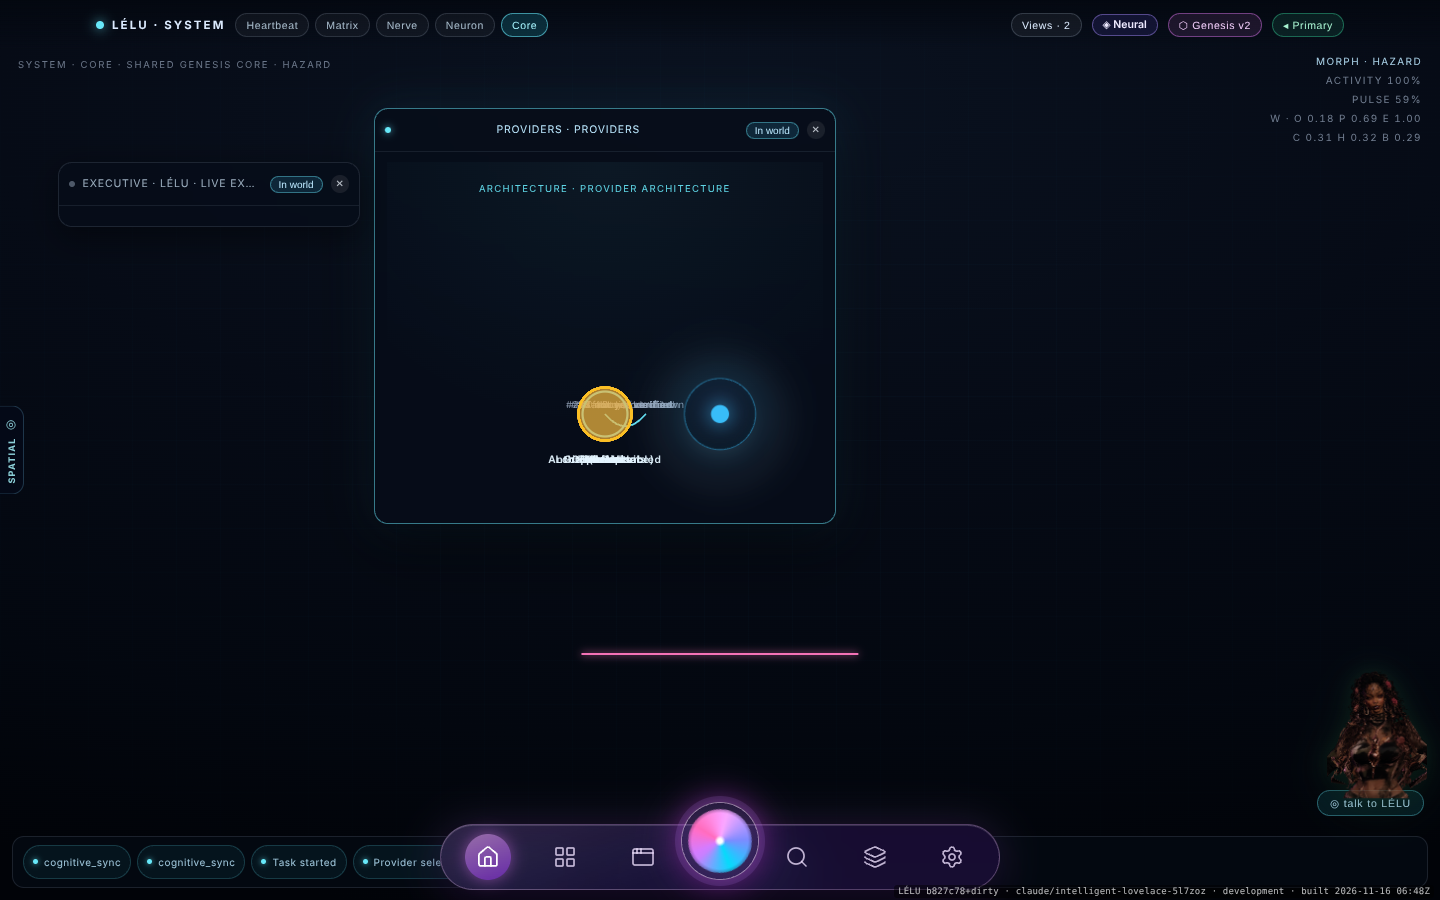 LÉLU · SYSTEM
Heartbeat
Matrix
Nerve
Neuron
Core
Views · 2
◈ Neural
⬡ Genesis v2
◂ Primary
SYSTEM · CORE · SHARED GENESIS CORE · HAZARD
MORPH · HAZARD
ACTIVITY 100%
PULSE 59%
W · O 0.18 P 0.69 E 1.00
C 0.31 H 0.32 B 0.29
PROVIDERS · PROVIDERS
In world
EXECUTIVE · LÉLU · LIVE EX...
In world
ARCHITECTURE · PROVIDER ARCHITECTURE
SPATIAL ◎
◎ talk to LÉLU
cognitive_sync
cognitive_sync
Task started
Provider sele
LÉLU b827c78+dirty · claude/intelligent-lovelace-5l7zoz · development · built 2026-11-16 06:48Z